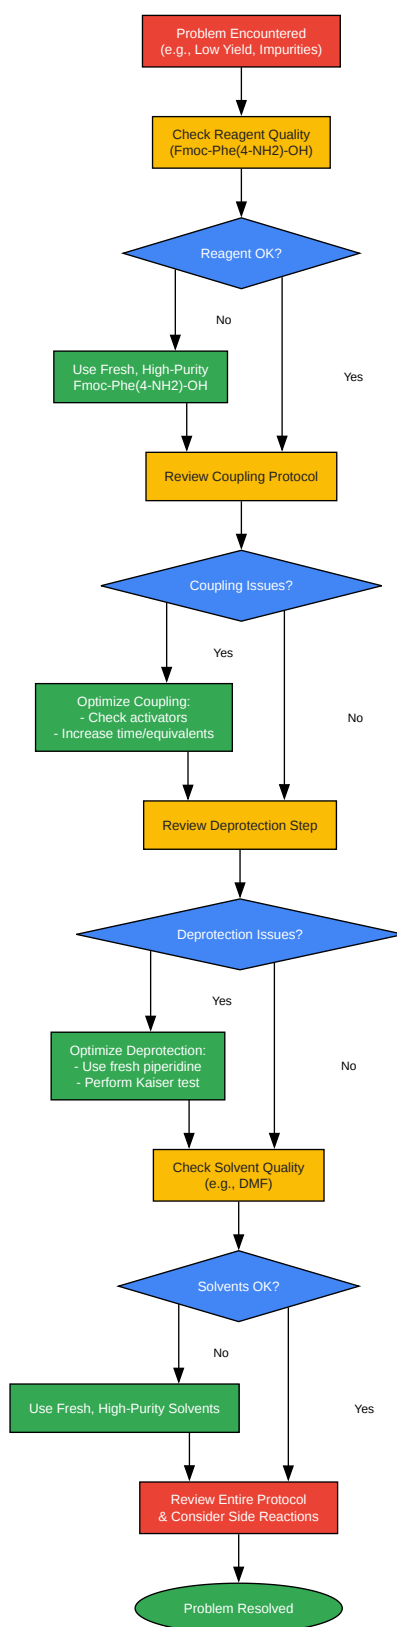 Problem Encountered
(e.g., Low Yield, Impurities)
Check Reagent Quality
(Fmoc-Phe(4-NH2)-OH)
Reagent OK?
No
Use Fresh, High-Purity
Fmoc-Phe(4-NH2)-OH
Yes
Review Coupling Protocol
Coupling Issues?
Yes
Optimize Coupling:
- Check activators
- Increase time/equivalents
No
Review Deprotection Step
Deprotection Issues?
Yes
Optimize Deprotection:
- Use fresh piperidine
- Perform Kaiser test
No
Check Solvent Quality
(e.g., DMF)
Solvents OK?
No
Use Fresh, High-Purity Solvents
Yes
Review Entire Protocol
& Consider Side Reactions
Problem Resolved